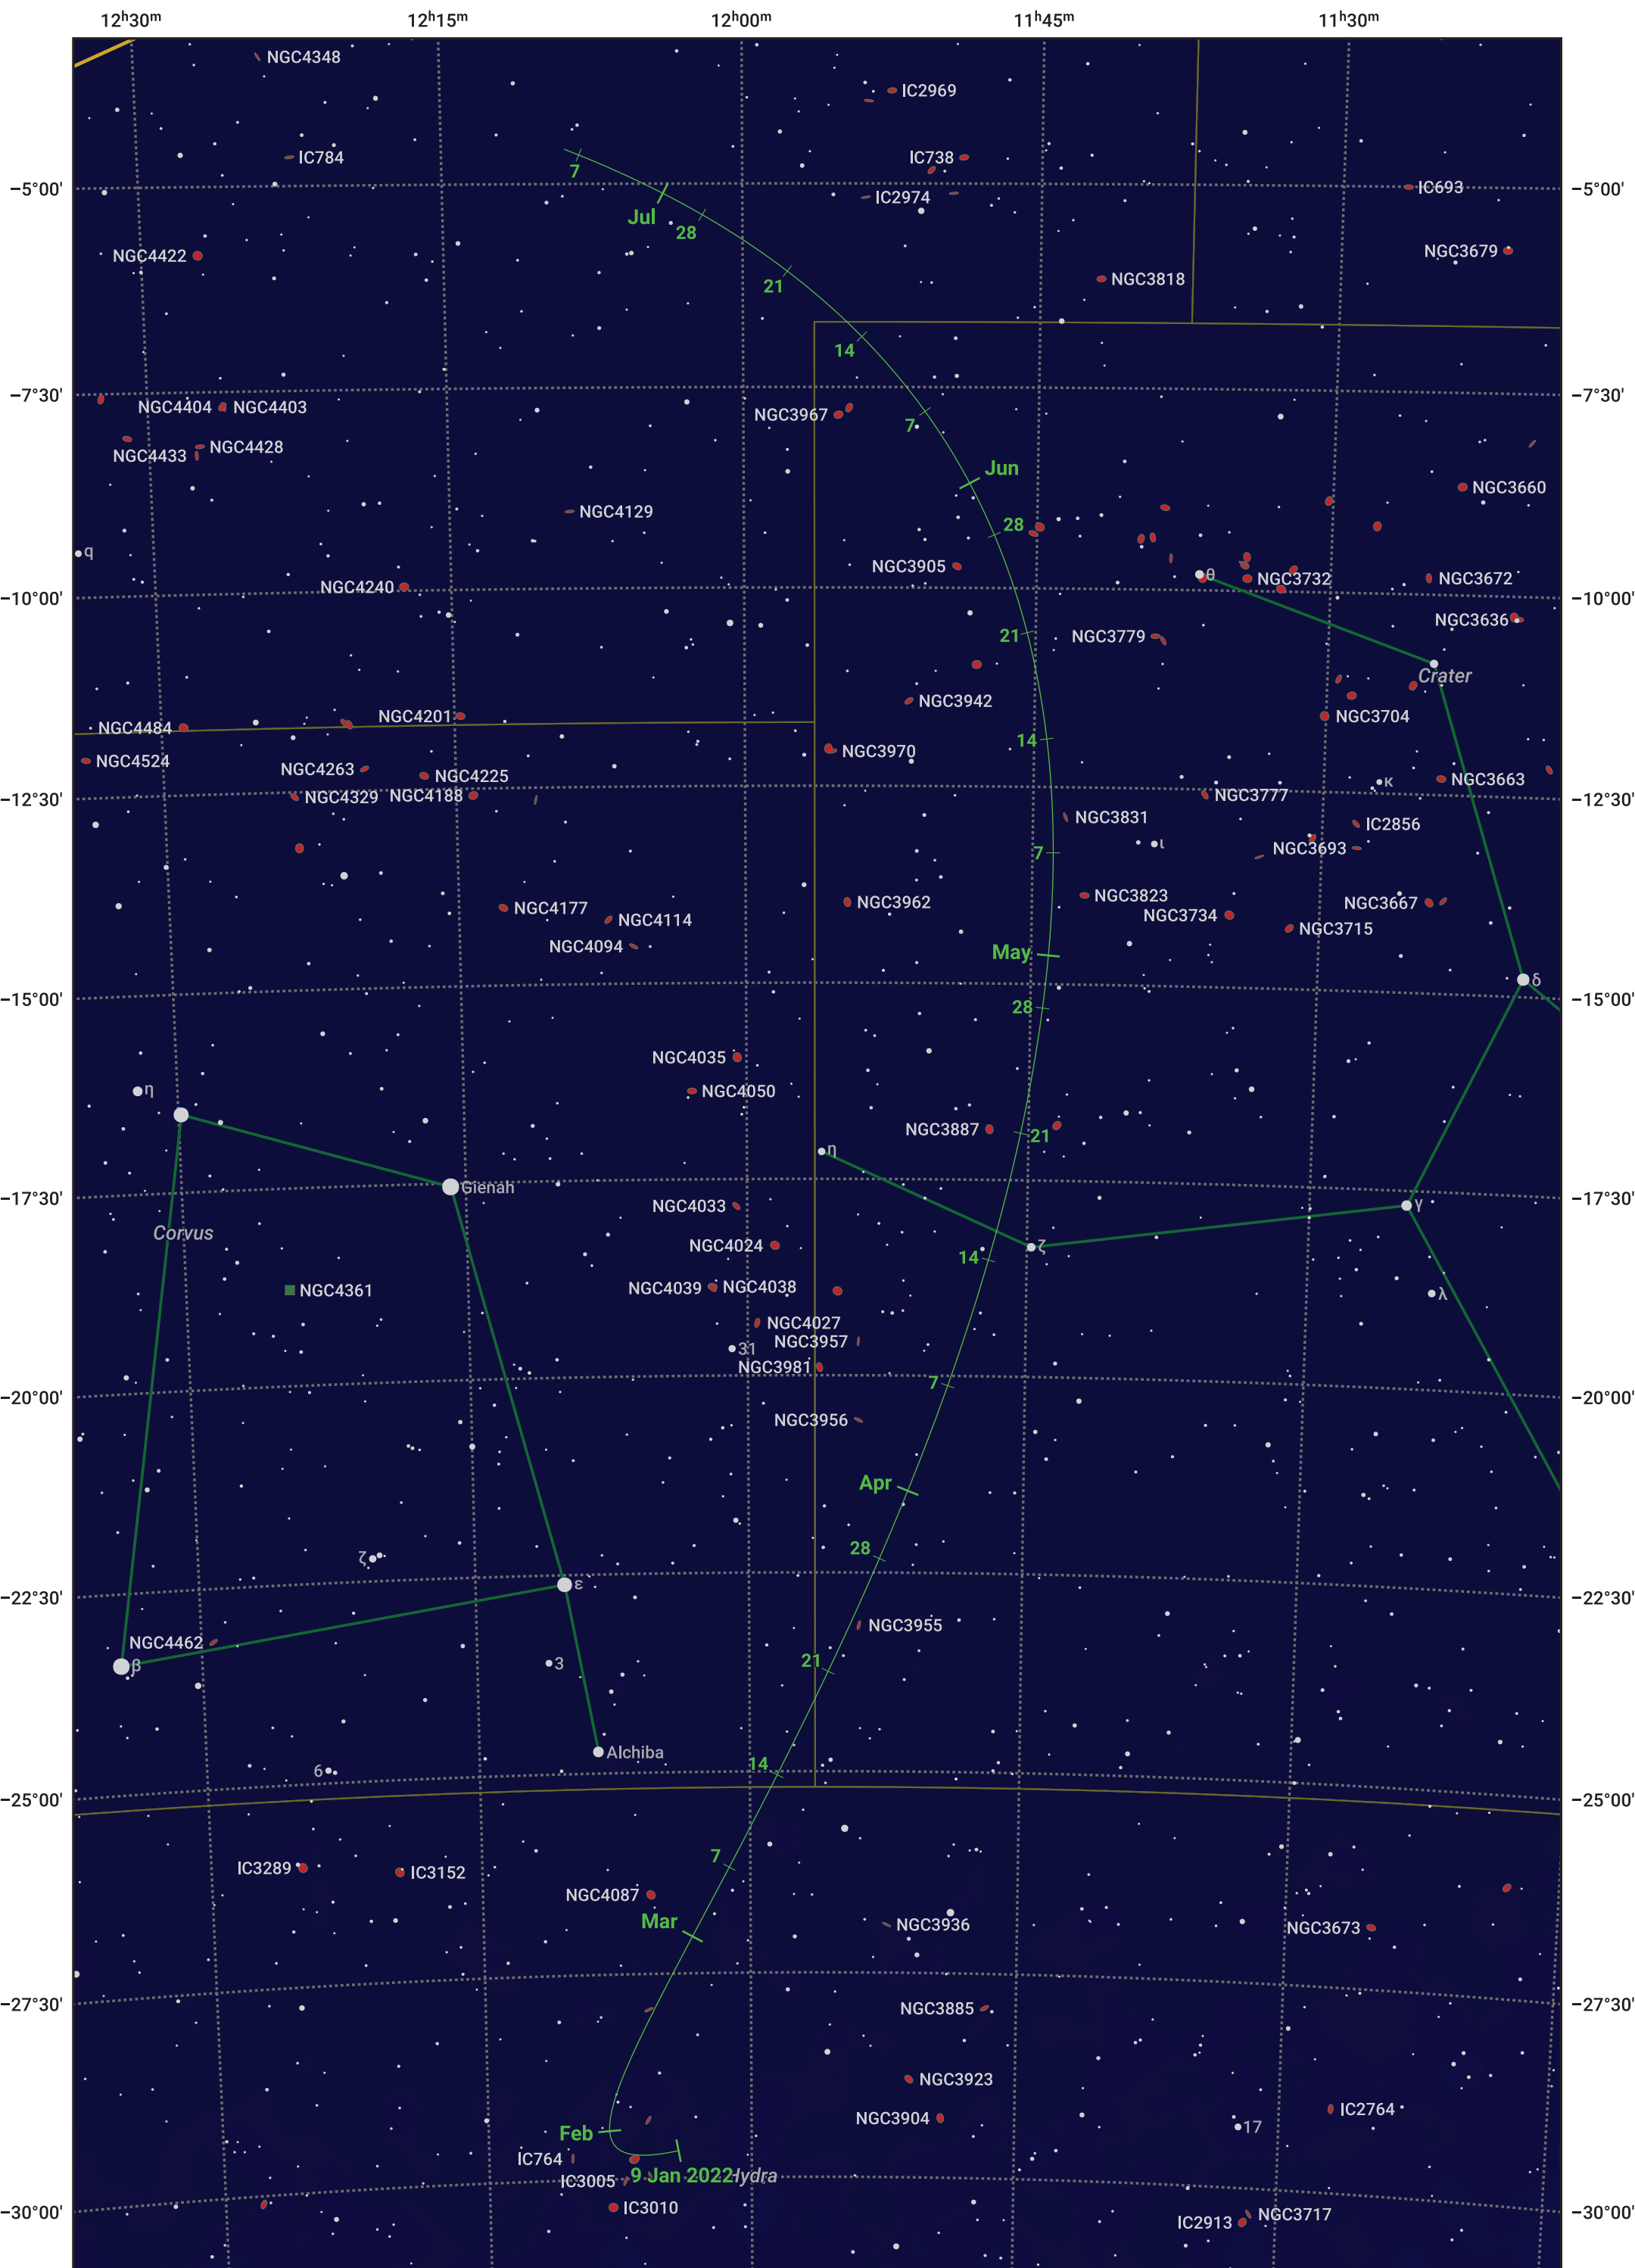 12ʰ30ᵐ 12ʰ15ᵐ 12ʰ00ᵐ 11ʰ45ᵐ 11ʰ30ᵐ
NGC4348
IC2969
IC784 IC738
7
−5°00' IC2974 IC693 −5°00'
Jul
28
NGC4422 NGC3679
21 NGC3818
14
−7°30' −7°30'
NGC4404 NGC4403 NGC3967
7
NGC4433 NGC4428
Jun
NGC3660
NGC4129
28
q
NGC3905
θ NGC3732 NGC3672
NGC4240
−10°00' −10°00'
NGC3636
21 NGC3779
Crater
NGC3942
NGC4201 NGC3704
NGC4484
14
NGC3970
NGC4524
NGC4263 NGC4225 NGC3663
κ
NGC4329 NGC4188 NGC3777
−12°30' −12°30'
NGC3831 IC2856
ι
NGC3693
7
NGC3823
NGC3962 NGC3667
NGC4177 NGC3734
NGC4114 NGC3715
NGC4094
May
δ
−15°00' −15°00'
28
NGC4035
η NGC4050
NGC3887 21
η
Gienah
−17°30' −17°30'
NGC4033 γ
Corvus
NGC4024 ζ
14
NGC4361 NGC4039 NGC4038 λ
NGC4027
NGC3957
31
NGC3981
7
−20°00' −20°00'
NGC3956
Apr
28
ζ
ε
−22°30' −22°30'
NGC3955
NGC4462
21
β 3
Alchiba
14
6
−25°00' −25°00'
7
IC3289 IC3152
NGC4087
Mar NGC3936 NGC3673
−27°30' −27°30'
NGC3885
NGC3923
IC2764
NGC3904
17
Feb
IC764
9 Jan 2022 Hydra
IC3005
IC3010
−30°00' −30°00'
NGC3717
IC2913